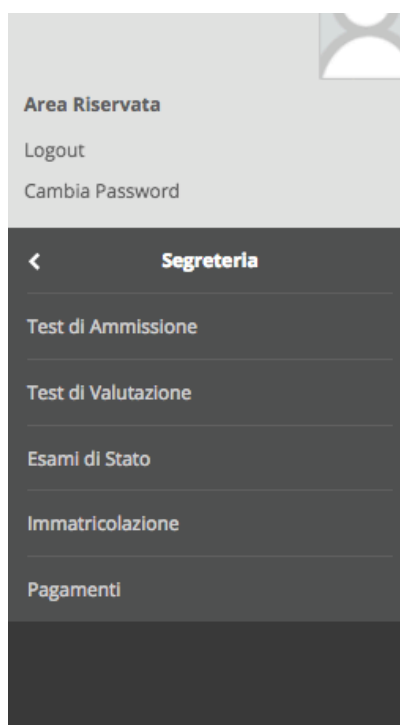 Area Riservata
Logout
Cambia Password
Segreteria
Test di Ammissione
Test di Valutazione
Esami di Stato
Immatricolazione
Pagamenti